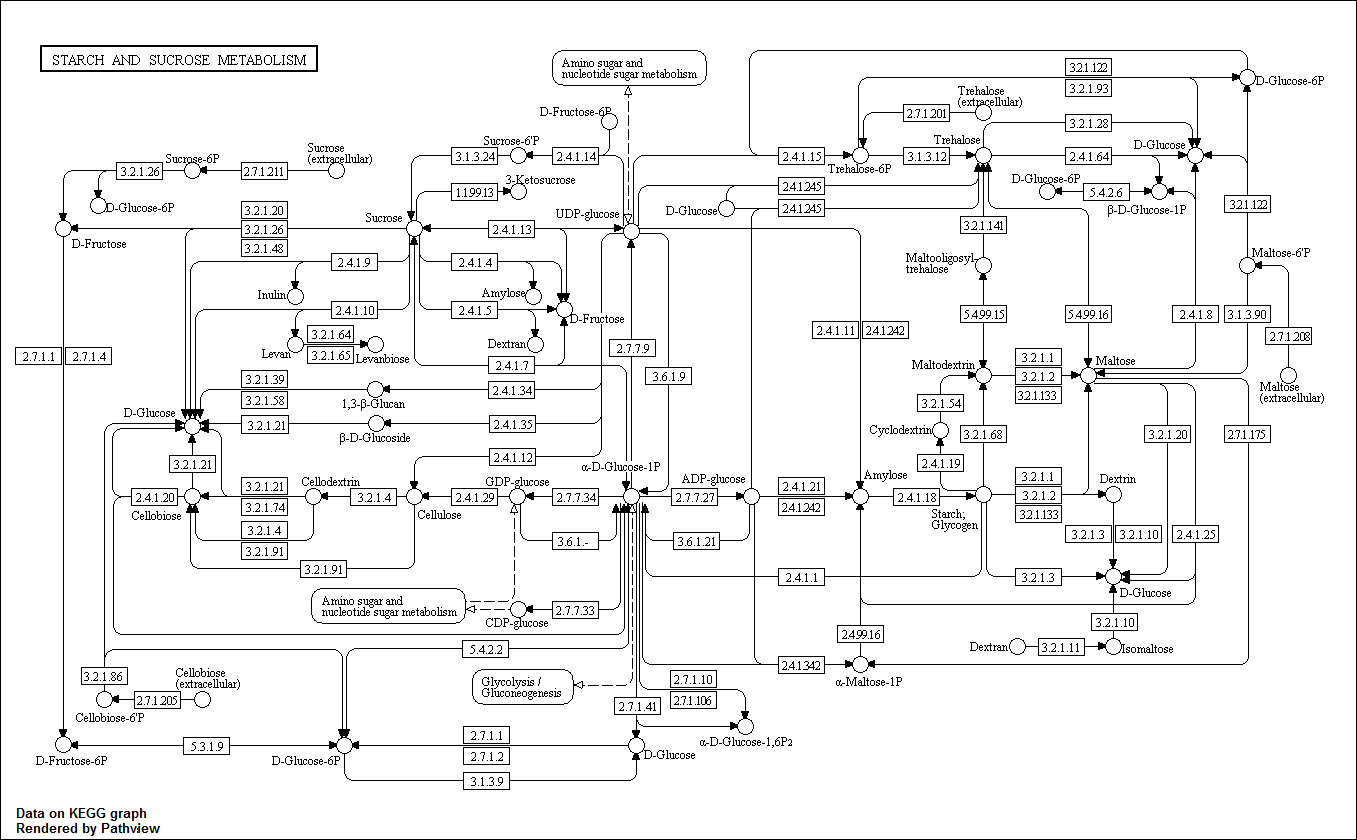 STARCH AND SUCROSE METABOLISM
Amino sugar and
nucleotide sugar metabolism
3.2.1.122
3.2.1.93
D-Glucose-6P
Trehalose
(extracellular)
2.7.1.201
D-Fructose-6P
3.2.1.28
Sucrose-6'P
Trehalose
D-Glucose
Sucrose
(extracellular)
Sucrose-6P
3.1.3.24
2.4.1.14
2.4.1.15
3.1.3.12
2.4.1.64
3.2.1.26
2.7.1.211
Trehalose-6P
3-Ketosucrose
1.1.99.13
2.4.1.245
D-Glucose-6P
5.4.2.6
β-D-Glucose-1P
3.2.1.122
D-Glucose-6P
3.2.1.20
D-Glucose
2.4.1.245
Sucrose
UDP-glucose
3.2.1.26
2.4.1.13
3.2.1.141
D-Fructose
3.2.1.48
Maltose-6'P
2.4.1.9
2.4.1.4
Maltooligosyl-
trehalose
Inulin
Amylose
2.4.1.10
2.4.1.5
D-Fructose
5.4.99.15
5.4.99.16
2.4.1.8
3.1.3.90
3.2.1.64
2.4.1.11
2.4.1.242
2.7.1.208
Levan
3.2.1.65
Levanbiose
Dextran
2.7.7.9
2.7.1.1
2.7.1.4
2.4.1.7
Maltodextrin
3.2.1.1
Maltose
3.6.1.9
3.2.1.2
3.2.1.39
3.2.1.58
1,3-β-Glucan
2.4.1.34
3.2.1.133
Maltose
(extracellular)
3.2.1.54
D-Glucose
3.2.1.21
β-D-Glucoside
2.4.1.35
Cyclodextrin
3.2.1.68
3.2.1.20
2.7.1.175
3.2.1.21
2.4.1.12
2.4.1.19
α-D-Glucose-1P
Cellodextrin
GDP-glucose
ADP-glucose
Amylose
3.2.1.1
Dextrin
3.2.1.21
2.4.1.21
2.4.1.20
3.2.1.4
2.4.1.29
2.7.7.34
2.7.7.27
2.4.1.18
3.2.1.2
Cellobiose
3.2.1.74
Cellulose
2.4.1.242
Starch;
Glycogen
3.2.1.133
3.2.1.4
3.2.1.91
3.6.1.-
3.6.1.21
3.2.1.3
3.2.1.10
2.4.1.25
3.2.1.91
2.4.1.1
3.2.1.3
D-Glucose
Amino sugar and
nucleotide sugar metabolism
CDP-glucose
2.7.7.33
3.2.1.10
5.4.2.2
2.4.99.16
Dextran
3.2.1.11
Isomaltose
3.2.1.86
Cellobiose
(extracellular)
Glycolysis /
Gluconeogenesis
2.4.1.342
α-Maltose-1P
2.7.1.10
2.7.1.106
2.7.1.205
2.7.1.41
Cellobiose-6'P
α-D-Glucose-1,6P2
D-Fructose-6P
5.3.1.9
D-Glucose-6P
2.7.1.1
2.7.1.2
D-Glucose
3.1.3.9
Data on KEGG graph
Rendered by Pathview